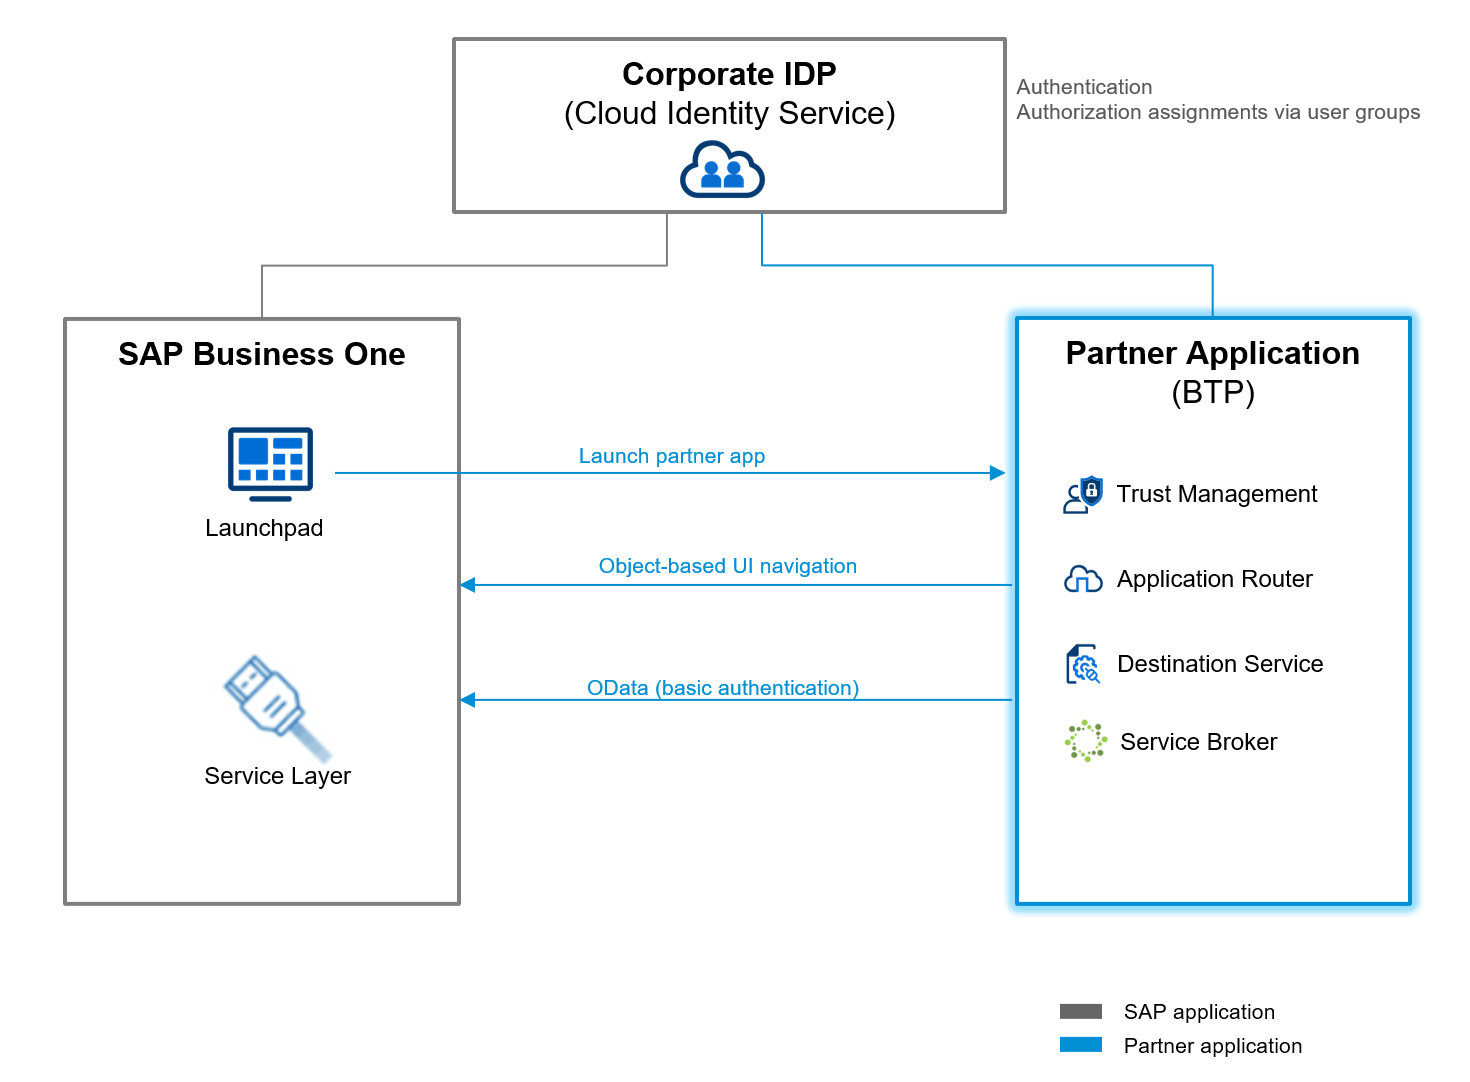 Corporate IDP
(Cloud Identity Service)
Authentication
Authorization assignments via user groups
SAP Business One
Launchpad
Service Layer
Launch partner app
Object-based UI navigation
OData (basic authentication)
Partner Application
(BTP)
Trust Management
Application Router
Destination Service
Service Broker
SAP application
Partner application